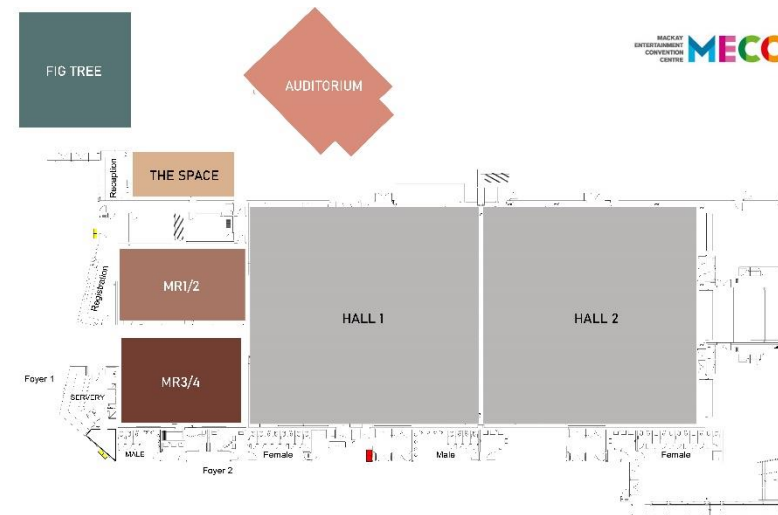 FIG TREE
AUDITORIUM
MACKAY
ENTERTAINMENT
CONVENTION
CENTRE
MECC
Reception
THE SPACE
Registration
MR1/2
HALL 1
HALL 2
MR3/4
Foyer 1
SERVERY
MALE
Foyer 2
Female
Male
Female